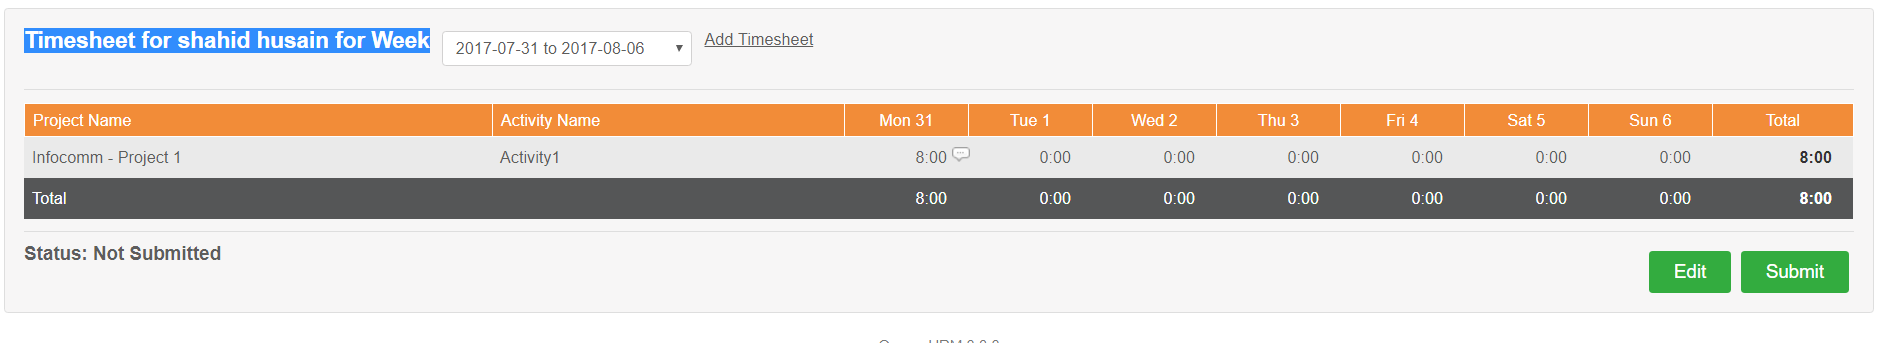 Timesheet for shahid husain for Week 2017-07-31 to 2017-08-06 Add Timesheet
Project Name Activity Name Mon 31 Tue 1 Wed 2 Thu 3 Fri 4 Sat 5 Sun 6 Total
Infocomm - Project 1 Activity1 8:00 0:00 0:00 0:00 0:00 0:00 0:00 8:00
Total 8:00 0:00 0:00 0:00 0:00 0:00 0:00 8:00
Status: Not Submitted
Edit Submit